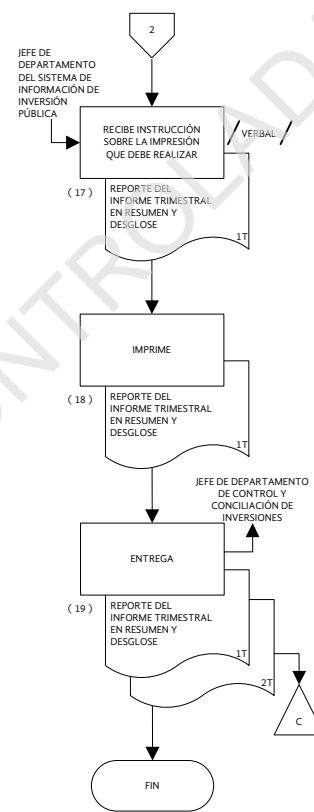 2
JEFE DE
DEPARTAMENTO
DEL SISTEMA DE
INFORMACIÓN DE
INVERSIÓN
PÚBLICA
RECIBE INSTRUCCIÓN
SOBRE LA IMPRESIÓN
QUE DEBE REALIZAR
VERBAL
( 17 )
REPORTE DEL
INFORME TRIMESTRAL
EN RESUMEN Y
DESGLOSE
1T
IMPRIME
( 18 )
REPORTE DEL
INFORME TRIMESTRAL
EN RESUMEN Y
DESGLOSE
1T
JEFE DE DEPARTAMENTO
DE CONTROL Y
CONCILIACIÓN DE
INVERSIONES
ENTREGA
( 19 )
REPORTE DEL
INFORME TRIMESTRAL
EN RESUMEN Y
DESGLOSE
1T
2T
C
FIN
ONTROLAD